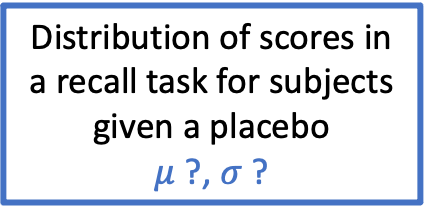 Distribution of scores in
a recall task for subjects
given a placebo
μ ?, σ ?